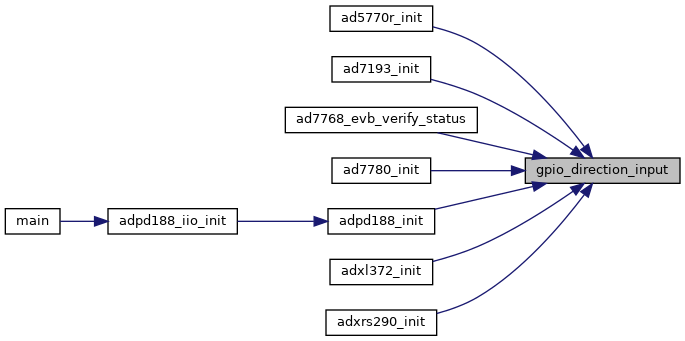 ad5770r_init
ad7193_init
ad7768_evb_verify_status
ad7780_init
gpio_direction_input
main
adpd188_iio_init
adpd188_init
adxl372_init
adxrs290_init